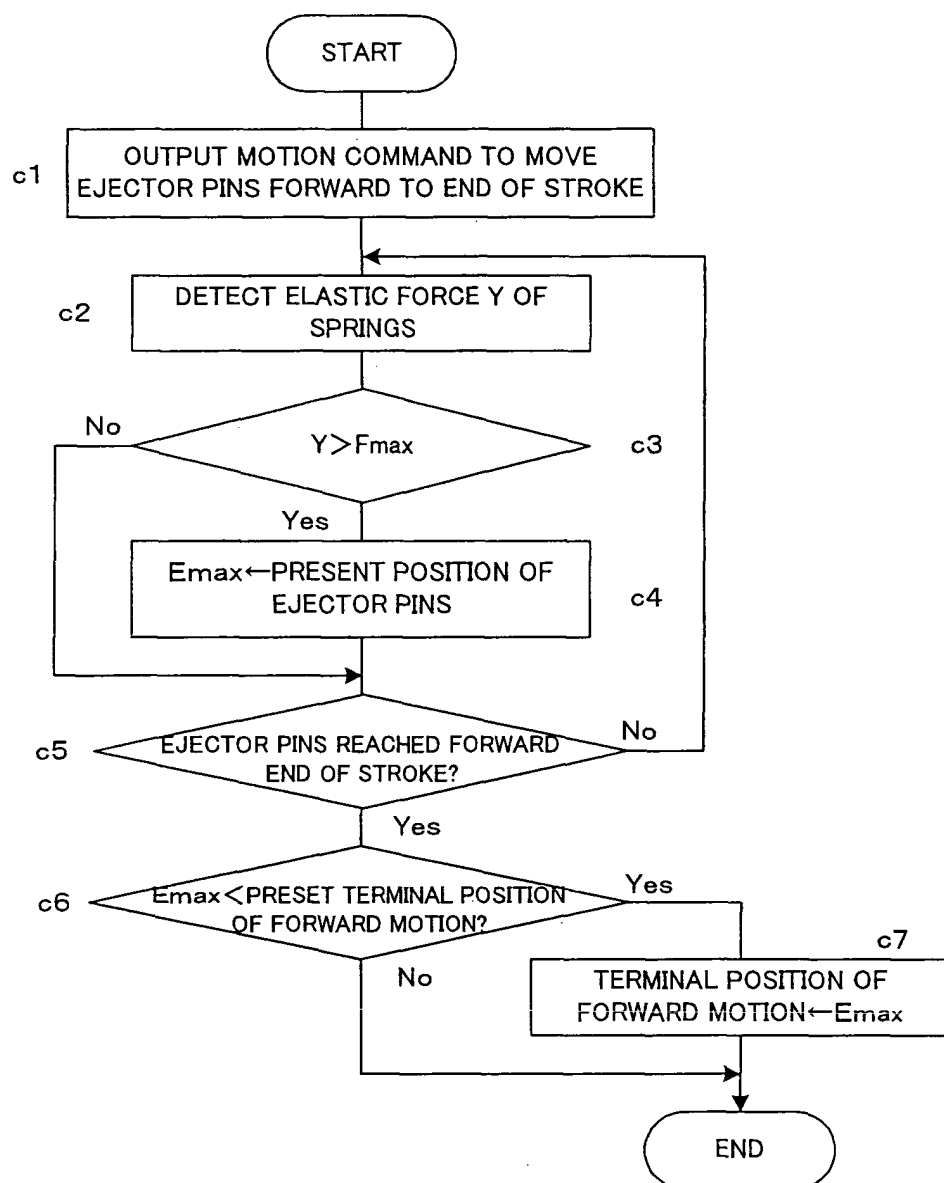 START
c1
OUTPUT MOTION COMMAND TO MOVE
EJECTOR PINS FORWARD TO END OF STROKE
c2
DETECT ELASTIC FORCE Y OF
SPRINGS
No
Y>Fmax
c3
Yes
Emax←PRESENT POSITION OF
EJECTOR PINS
c4
c5
EJECTOR PINS REACHED FORWARD
END OF STROKE?
No
Yes
c6
Emax<PRESET TERMINAL POSITION
OF FORWARD MOTION?
Yes
No
c7
TERMINAL POSITION OF
FORWARD MOTION←Emax
END